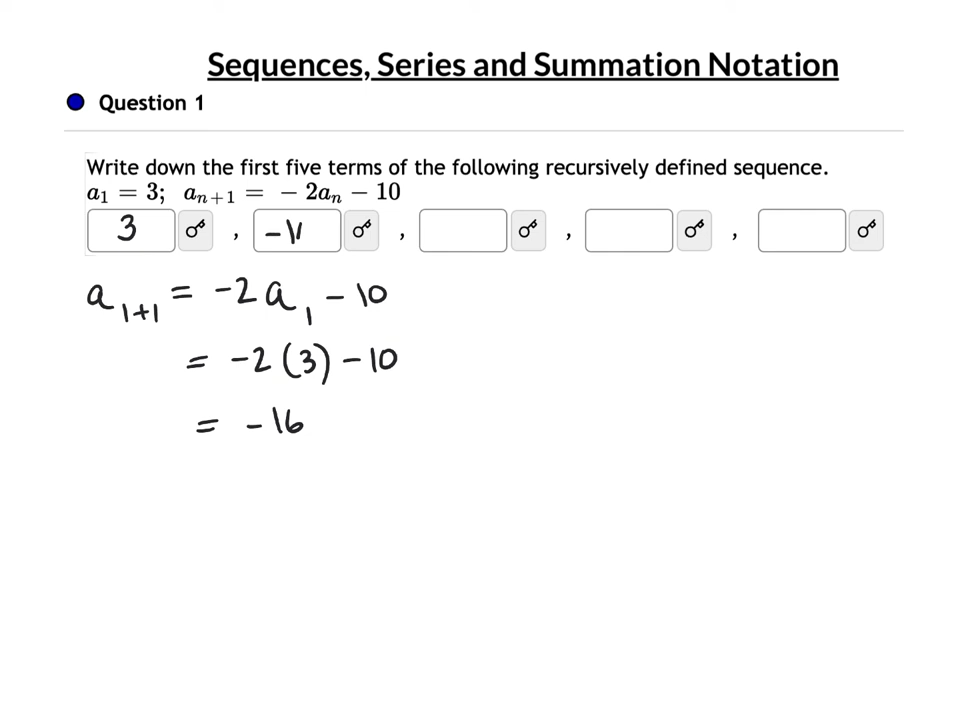 Sequences, Series and Summation Notation
Question 1
Write down the first five terms of the following recursively defined sequence.
a₁ = 3;  aₙ₊₁ = − 2aₙ − 10
3 , , , ,
a₁₊₁ = -2a₁ - 10
= -2(3) - 10
= -16